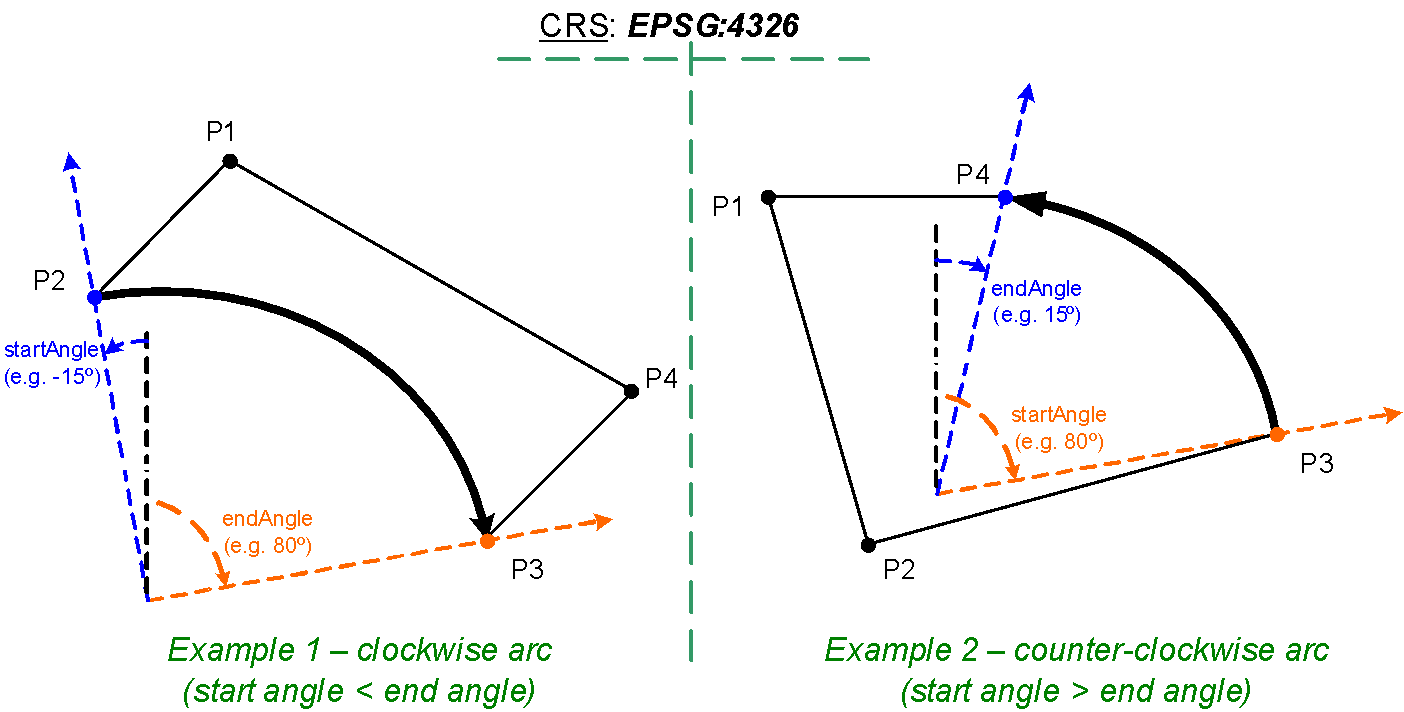 CRS: EPSG:4326
P1
P2
startAngle
(e.g. -15º)
endAngle
(e.g. 80º)
P3
P4
Example 1 – clockwise arc
(start angle < end angle)
P1
P4
endAngle
(e.g. 15º)
startAngle
(e.g. 80º)
P3
P2
Example 2 – counter-clockwise arc
(start angle > end angle)